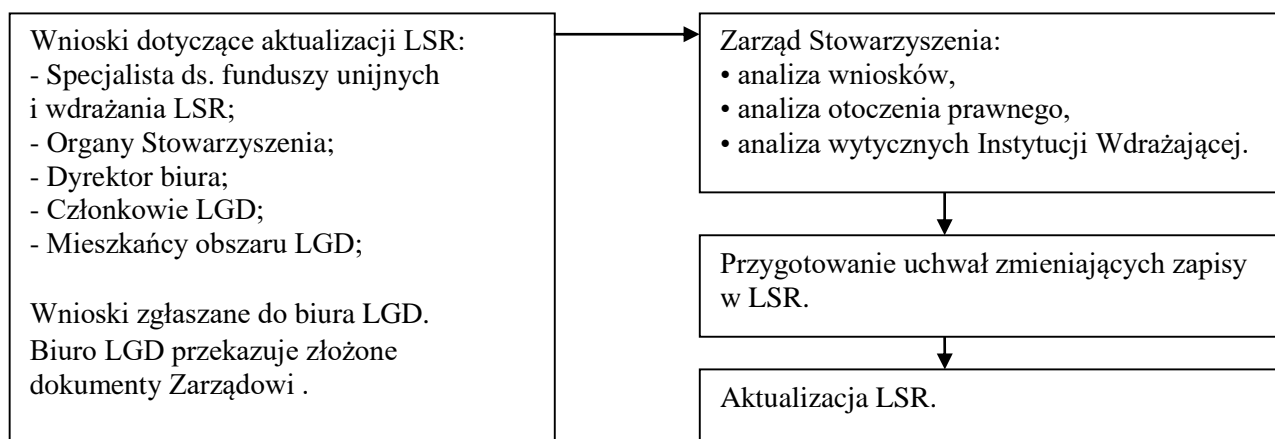 Wnioski dotyczące aktualizacji LSR:
- Specjalista ds. funduszy unijnych
i wdrażania LSR;
- Organy Stowarzyszenia;
- Dyrektor biura;
- Członkowie LGD;
- Mieszkańcy obszaru LGD;
Wnioski zgłaszane do biura LGD.
Biuro LGD przekazuje złożone
dokumenty Zarządowi .
Zarząd Stowarzyszenia:
• analiza wniosków,
• analiza otoczenia prawnego,
• analiza wytycznych Instytucji Wdrażającej.
Przygotowanie uchwał zmieniających zapisy
w LSR.
Aktualizacja LSR.